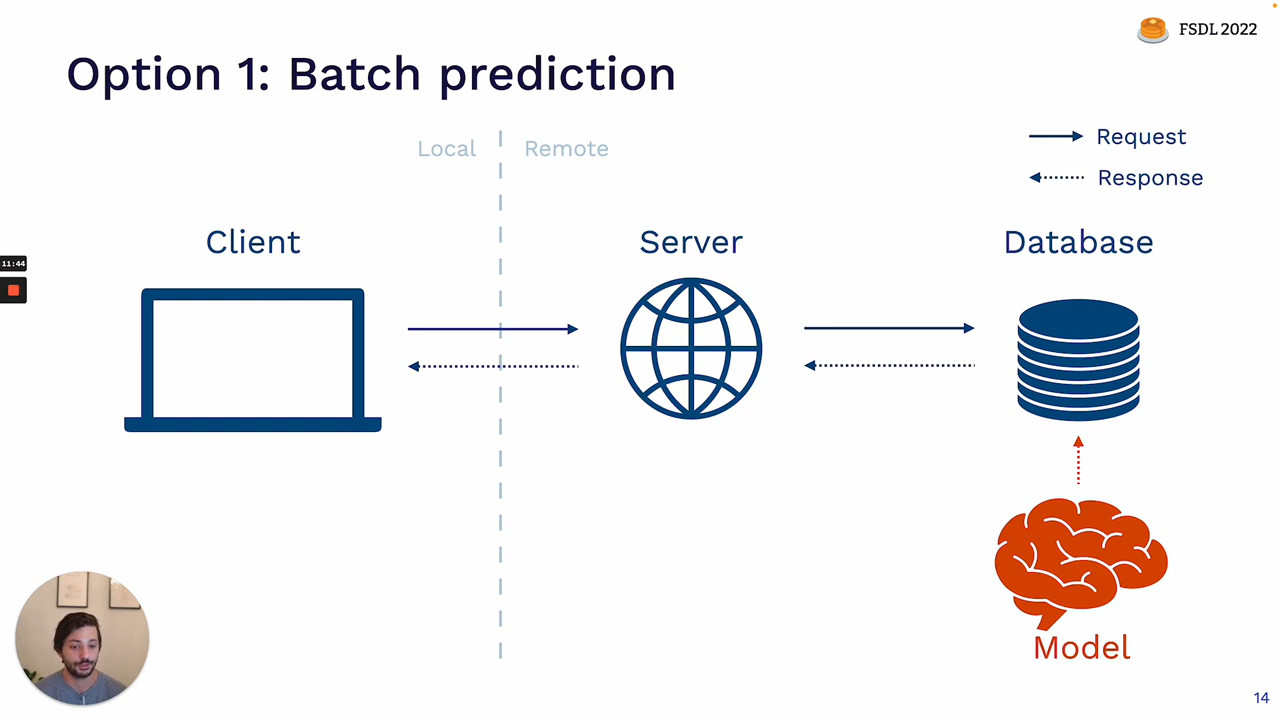 FSDL 2022
Option 1: Batch prediction
Local
Remote
Request
Response
Client
Server
Database
11:44
Model
14